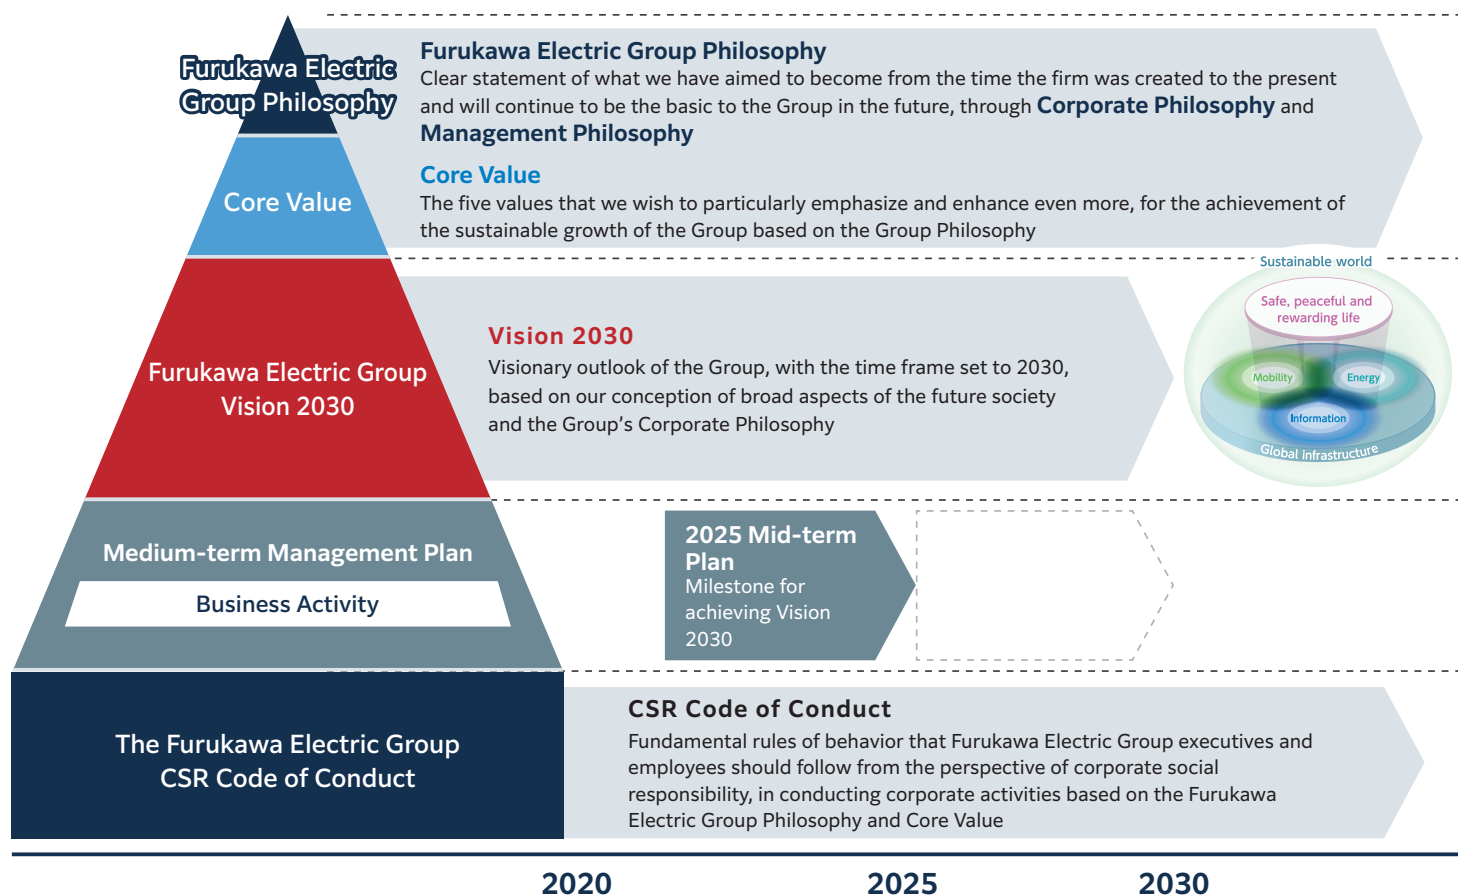 Furukawa Electric
Group Philosophy
Furukawa Electric Group Philosophy
Clear statement of what we have aimed to become from the time the firm was created to the present
and will continue to be the basic to the Group in the future, through Corporate Philosophy and
Management Philosophy
Core Value
Core Value
The five values that we wish to particularly emphasize and enhance even more, for the achievement of
the sustainable growth of the Group based on the Group Philosophy
Furukawa Electric Group
Vision 2030
Vision 2030
Visionary outlook of the Group, with the time frame set to 2030,
based on our conception of broad aspects of the future society
and the Group's Corporate Philosophy
Sustainable world
Safe, peaceful and
rewarding life
Mobility
Energy
Information
Global infrastructure
Medium-term Management Plan
Business Activity
2025 Mid-term
Plan
Milestone for
achieving Vision
2030
The Furukawa Electric Group
CSR Code of Conduct
CSR Code of Conduct
Fundamental rules of behavior that Furukawa Electric Group executives and
employees should follow from the perspective of corporate social
responsibility, in conducting corporate activities based on the Furukawa
Electric Group Philosophy and Core Value
2020
2025
2030